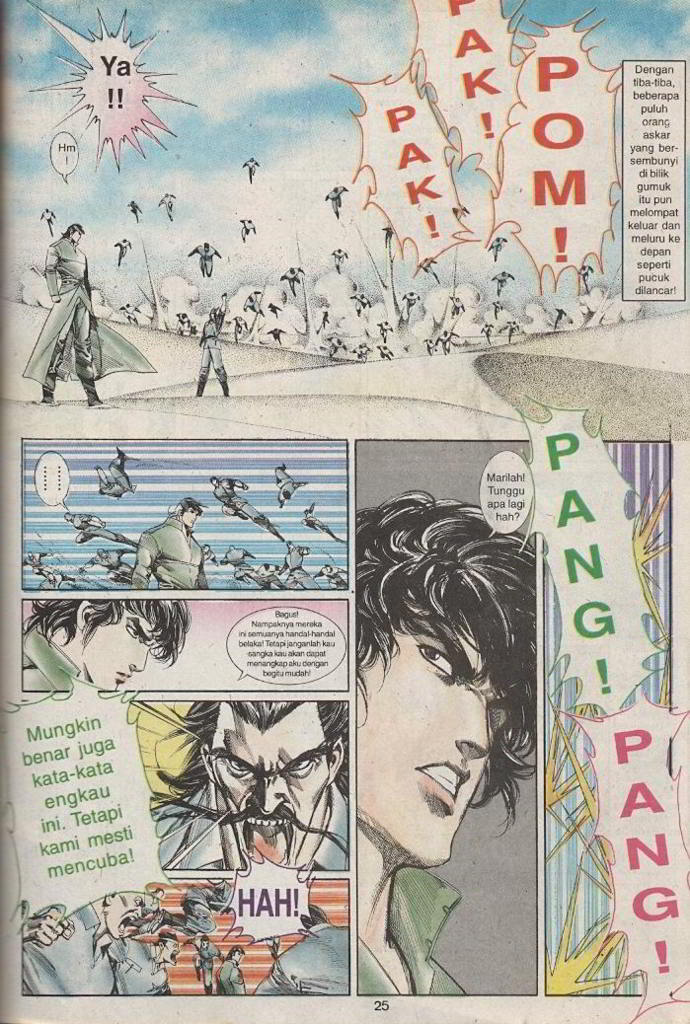 Ya
!!
Hm
!
PAK!
PAK!
POM!
Dengan
tiba-tiba,
beberapa
puluh
orang
askar
yang ber-
sembunyi
di bilik
gumuk
itu pun
melompat
keluar dan
meluru ke
depan
seperti
pucuk
dilancar!
......
Marilah!
Tunggu
apa lagi
hah?
PANG!
Bagus!
Nampaknya mereka
ini semuanya handal-handal
belaka! Tetapi janganlah kau
sangka kau akan dapat
menangkap aku dengan
begitu mudah!
Mungkin
benar juga
kata-kata
engkau
ini. Tetapi
kami mesti
mencuba!
HAH!
PANG!
25